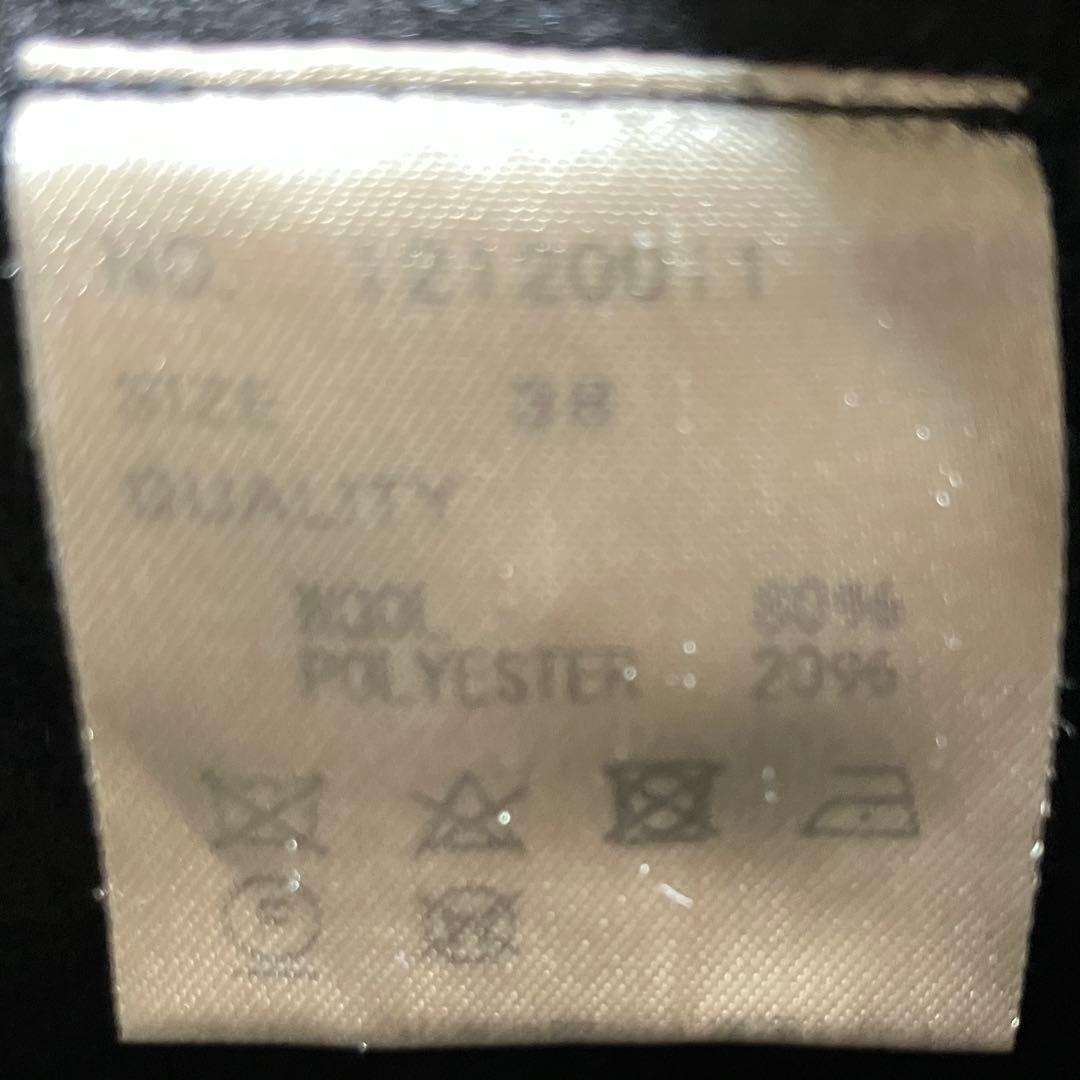 NO. 12120011
SIZE 38
QUALITY
WOOL 80%
POLYESTER 20%